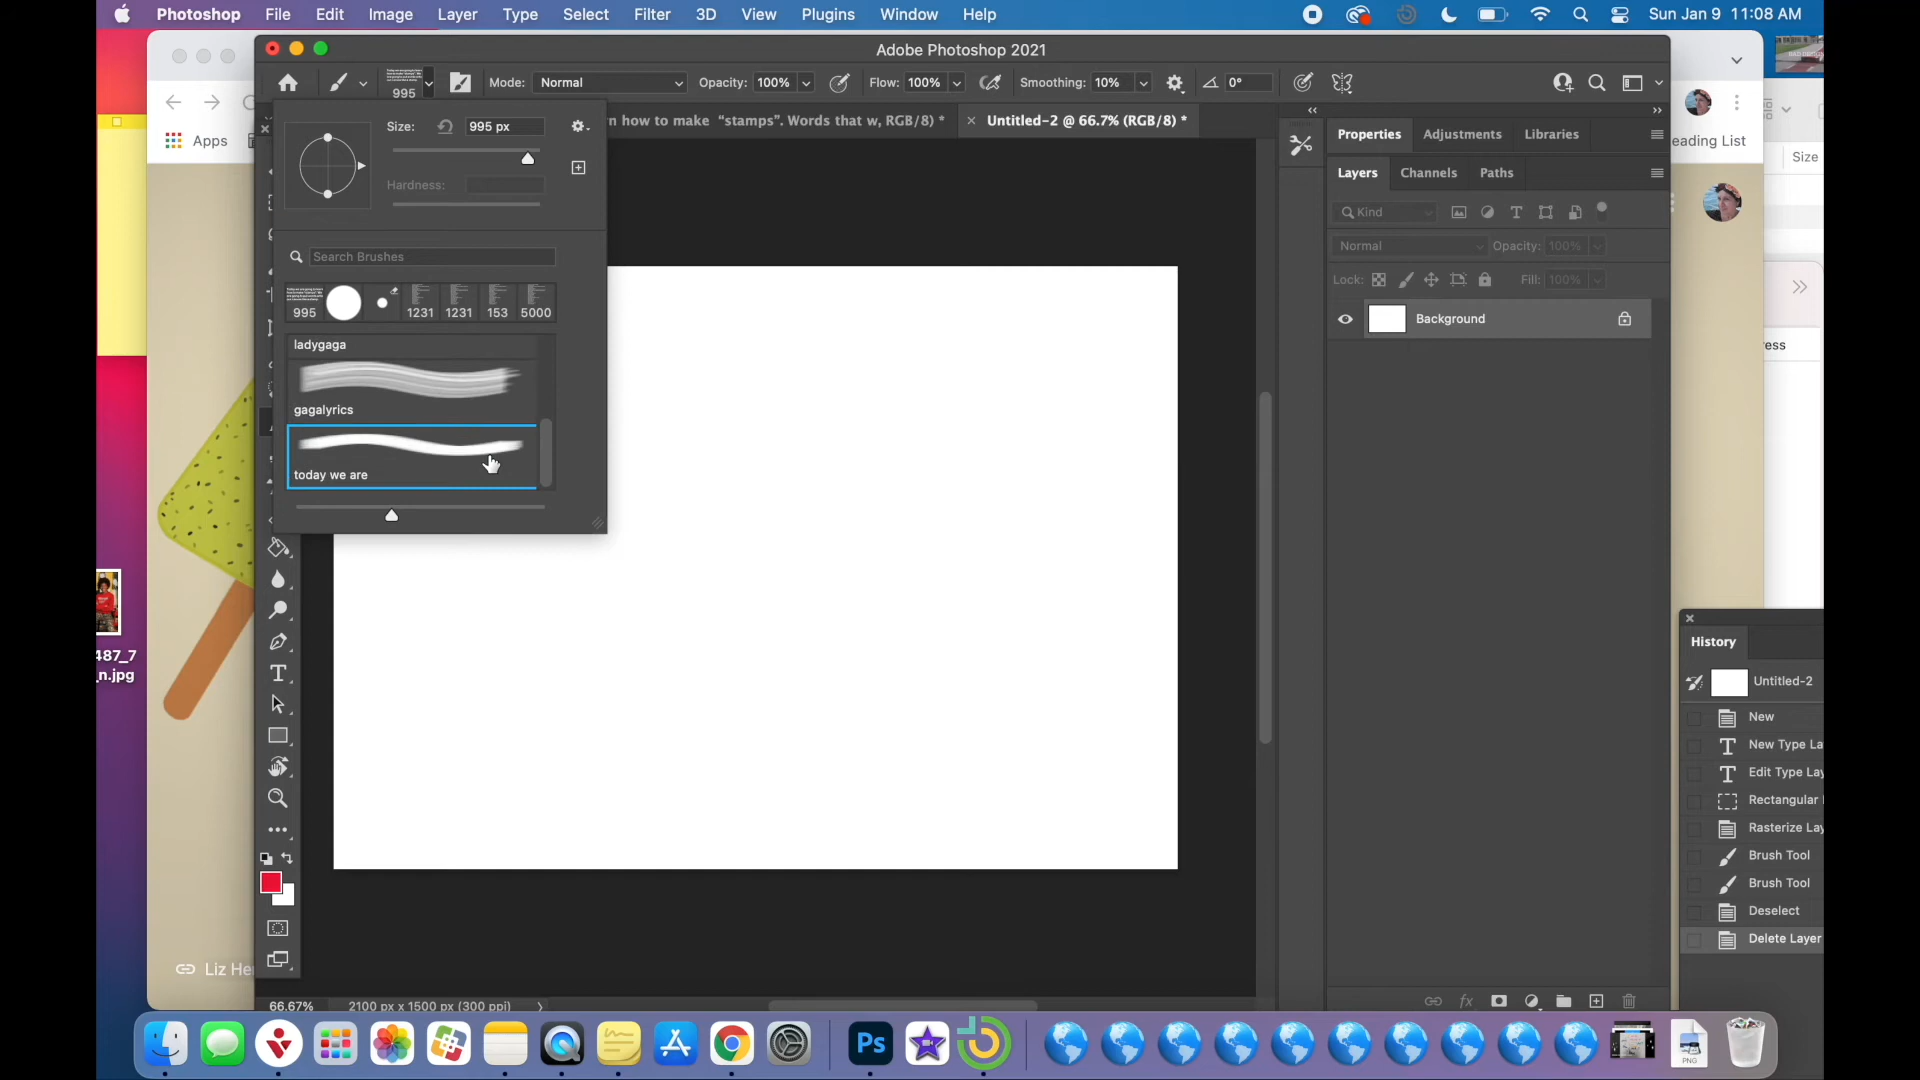 Photoshop File Edit Image Layer Type Select Filter 3D View Plugins Window Help Sun Jan 9 11:08 AM
Adobe Photoshop 2021
995 Mode: Normal Opacity: 100% Flow: 100% Smoothing: 10% 0°
Size: 995 px
n how to make “stamps”. Words that w, RGB/8) *
Untitled-2 @ 66.7% (RGB/8) *
Properties Adjustments Libraries
Apps
eading List
Size
Hardness:
Layers Channels Paths
Kind
Normal Opacity: 100%
Search Brushes
Lock: Fill: 100%
995 1231 1231 153 5000
Background
ladygaga
ess
gagalyrics
today we are
487_7
_n.jpg
History
Untitled-2
New
New Type La
Edit Type Lay
Rectangular
Rasterize Lay
Brush Tool
Brush Tool
Deselect
Delete Layer
Liz He
66.67% 2100 px x 1500 px (300 ppi)
Ps
PNG